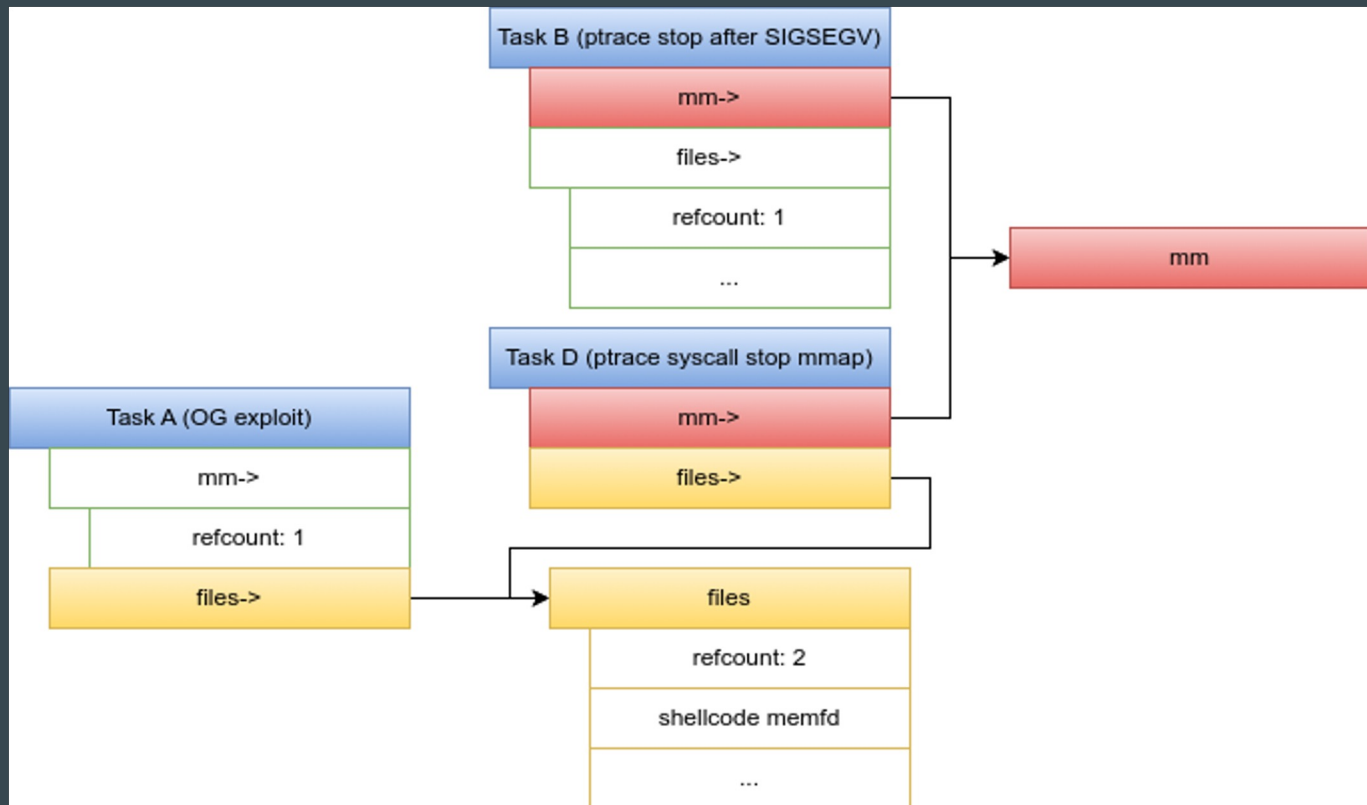 Task B (ptrace stop after SIGSEGV)
mm->
files->
refcount: 1
...
mm
Task D (ptrace syscall stop mmap)
mm->
files->
Task A (OG exploit)
mm->
refcount: 1
files->
files
refcount: 2
shellcode memfd
...